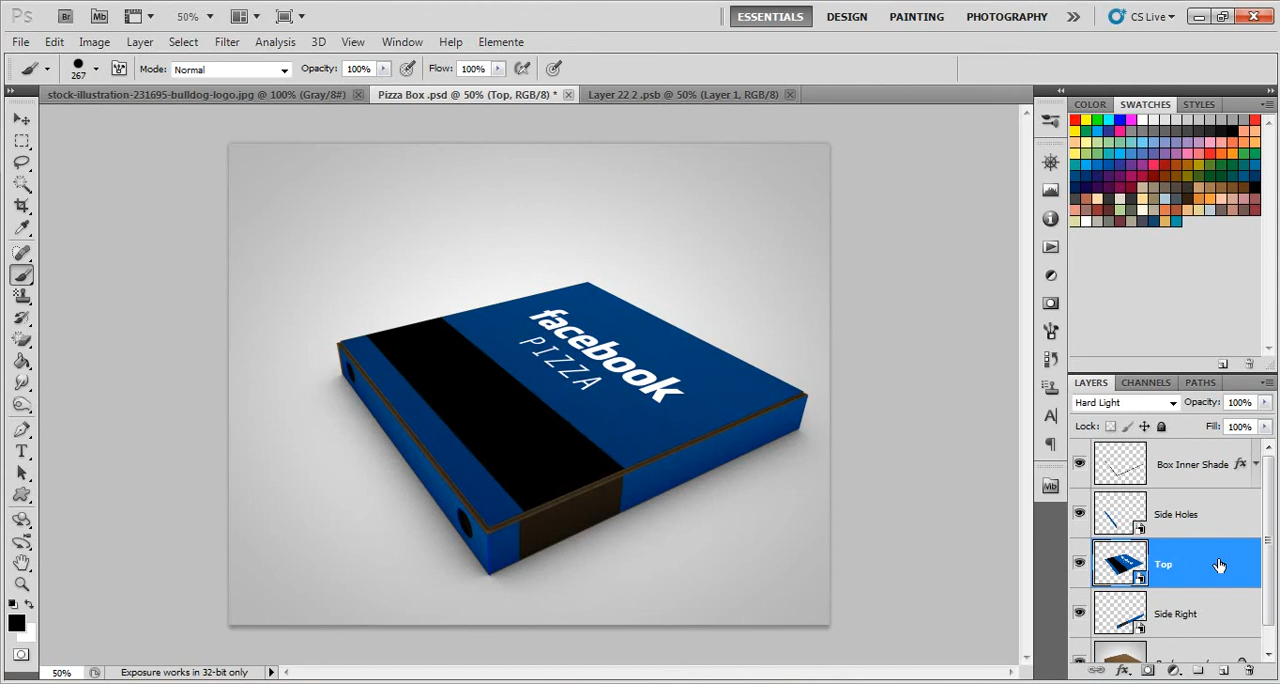 Ps Br Mb 50% ESSENTIALS DESIGN PAINTING PHOTOGRAPHY CS Live
File Edit Image Layer Select Filter Analysis 3D View Window Help Elemente
267 Mode: Normal Opacity: 100% Flow: 100%
stock-illustration-231695-bulldog-logo.jpg @ 100% (Gray/8#) Pizza Box .psd @ 50% (Top, RGB/8) * Layer 22 2 .psb @ 50% (Layer 1, RGB/8)
COLOR SWATCHES STYLES
facebook
PIZZA
LAYERS CHANNELS PATHS
Hard Light Opacity: 100%
Lock: Fill: 100%
Box Inner Shade fx
Side Holes
Top
Side Right
Mb
50% Exposure works in 32-bit only